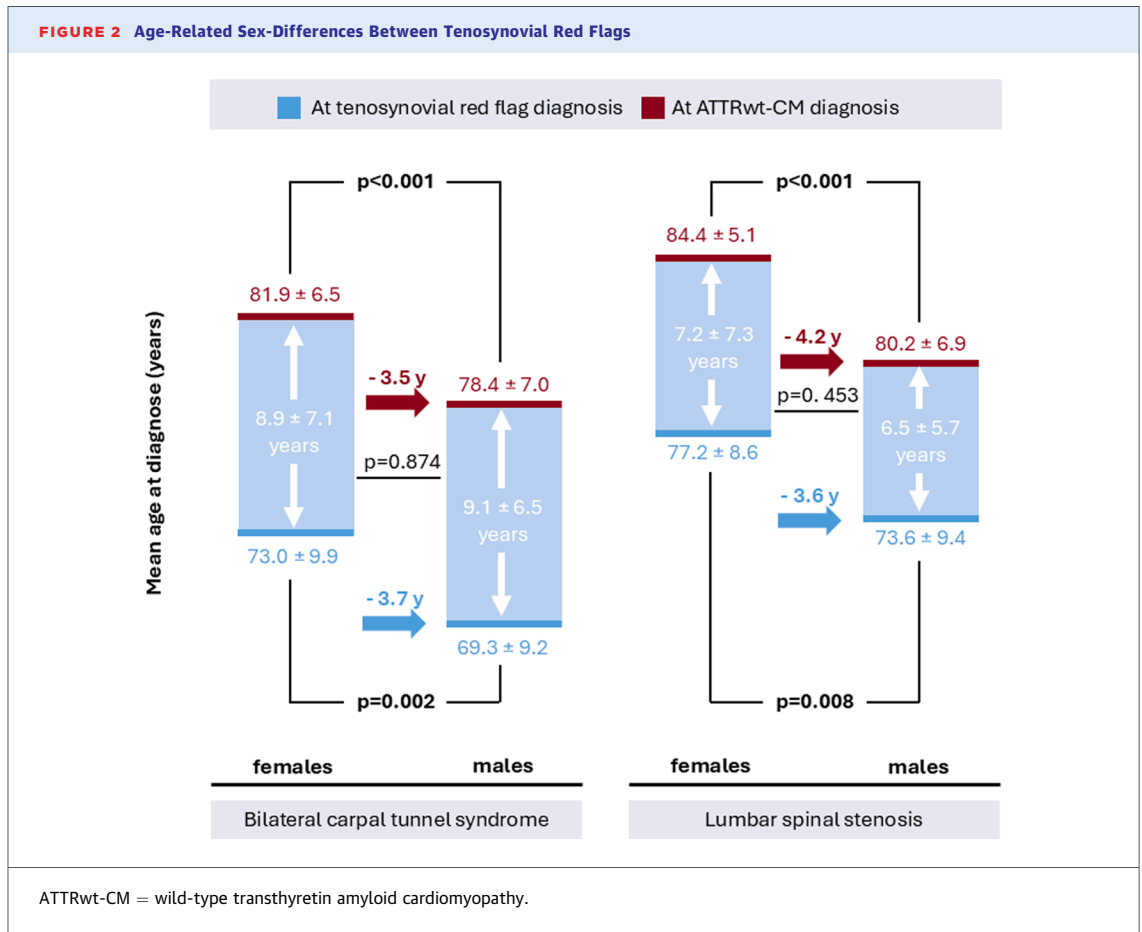 FIGURE 2 Age-Related Sex-Differences Between Tenosynovial Red Flags
At tenosynovial red flag diagnosis At ATTRwt-CM diagnosis
Mean age at diagnose (years)
p<0.001
81.9 ± 6.5
- 3.5 y
78.4 ± 7.0
8.9 ± 7.1
years
p=0.874
9.1 ± 6.5
years
73.0 ± 9.9
- 3.7 y
69.3 ± 9.2
p=0.002
females males
Bilateral carpal tunnel syndrome
p<0.001
84.4 ± 5.1
7.2 ± 7.3
years
- 4.2 y
80.2 ± 6.9
p=0. 453
6.5 ± 5.7
years
77.2 ± 8.6
- 3.6 y
73.6 ± 9.4
p=0.008
females males
Lumbar spinal stenosis
ATTRwt-CM = wild-type transthyretin amyloid cardiomyopathy.